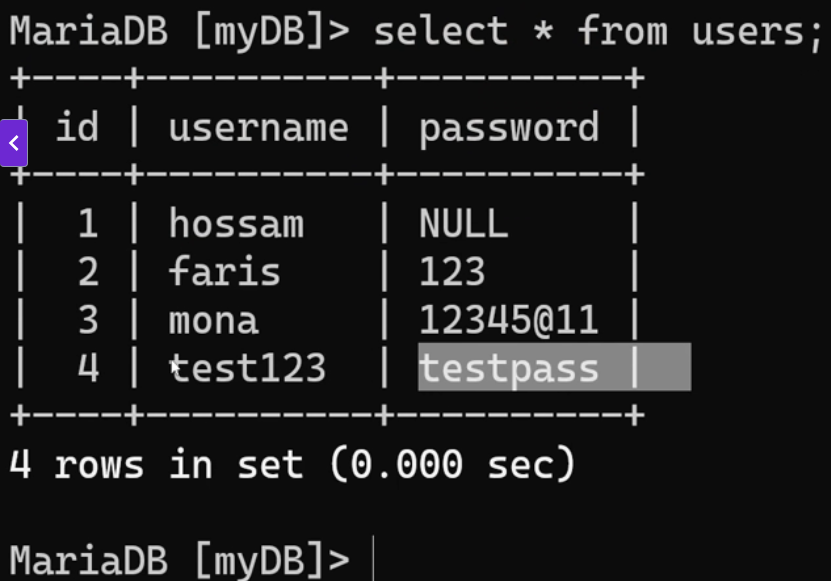 MariaDB [myDB]> select * from users;
+----+----------+----------+
| id | username | password |
+----+----------+----------+
|  1 | hossam   | NULL     |
|  2 | faris    | 123      |
|  3 | mona     | 12345@11 |
|  4 | test123  | testpass |
+----+----------+----------+
4 rows in set (0.000 sec)
MariaDB [myDB]>